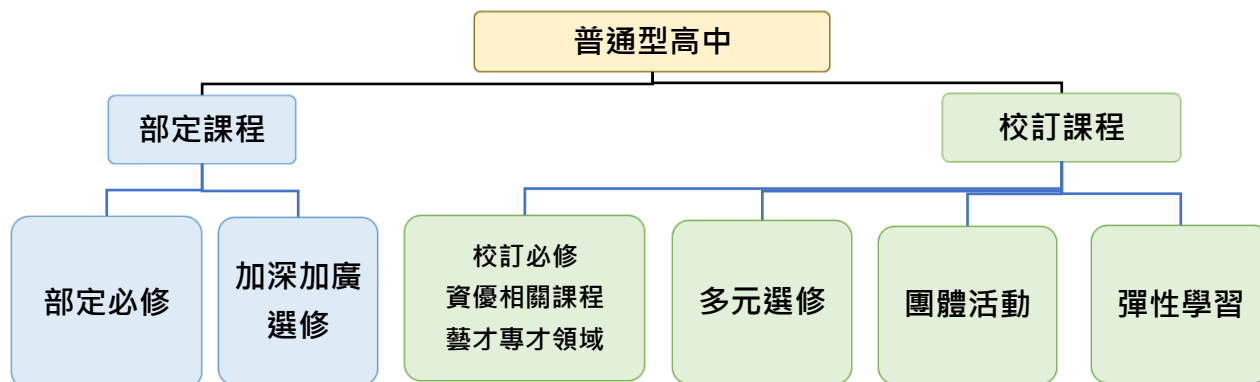 普通型高中
部定課程
校訂課程
部定必修
加深加廣
選修
校訂必修
資優相關課程
藝才專才領域
多元選修
團體活動
彈性學習